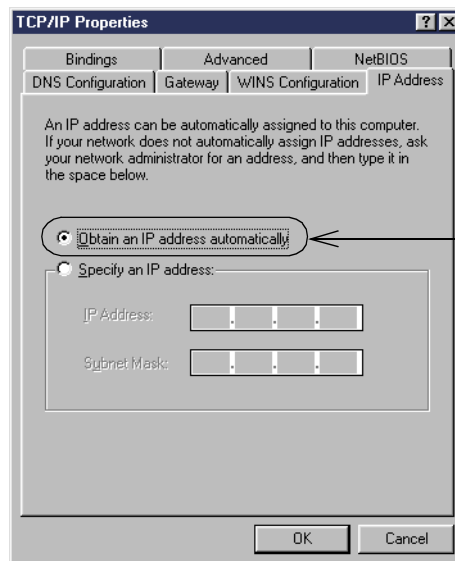 TCP/IP Properties
Bindings Advanced NetBIOS
DNS Configuration Gateway WINS Configuration IP Address
An IP address can be automatically assigned to this computer.
If your network does not automatically assign IP addresses, ask
your network administrator for an address, and then type it in
the space below.
Obtain an IP address automatically
Specify an IP address:
IP Address:
Subnet Mask:
OK Cancel